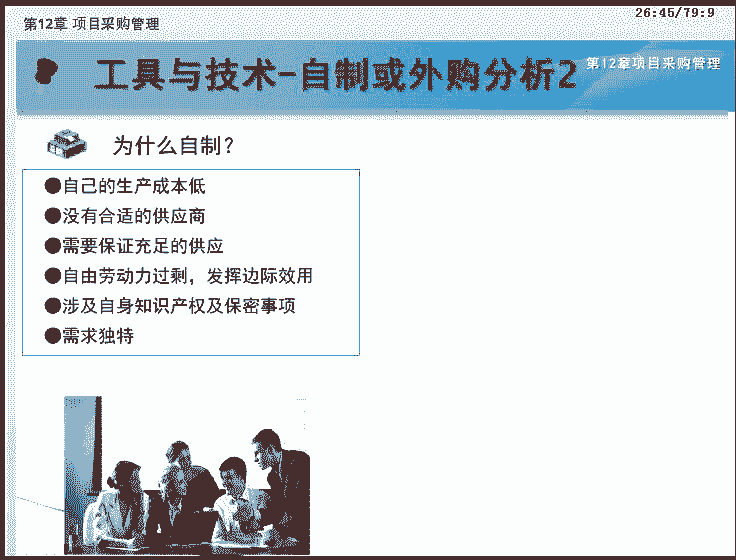 26:45/79:9
第12章 项目采购管理
工具与技术-自制或外购分析2
第12章项目采购管理
为什么自制?
●自己的生产成本低
●没有合适的供应商
●需要保证充足的供应
●自由劳动力过剩，发挥边际效用
●涉及自身知识产权及保密事项
●需求独特